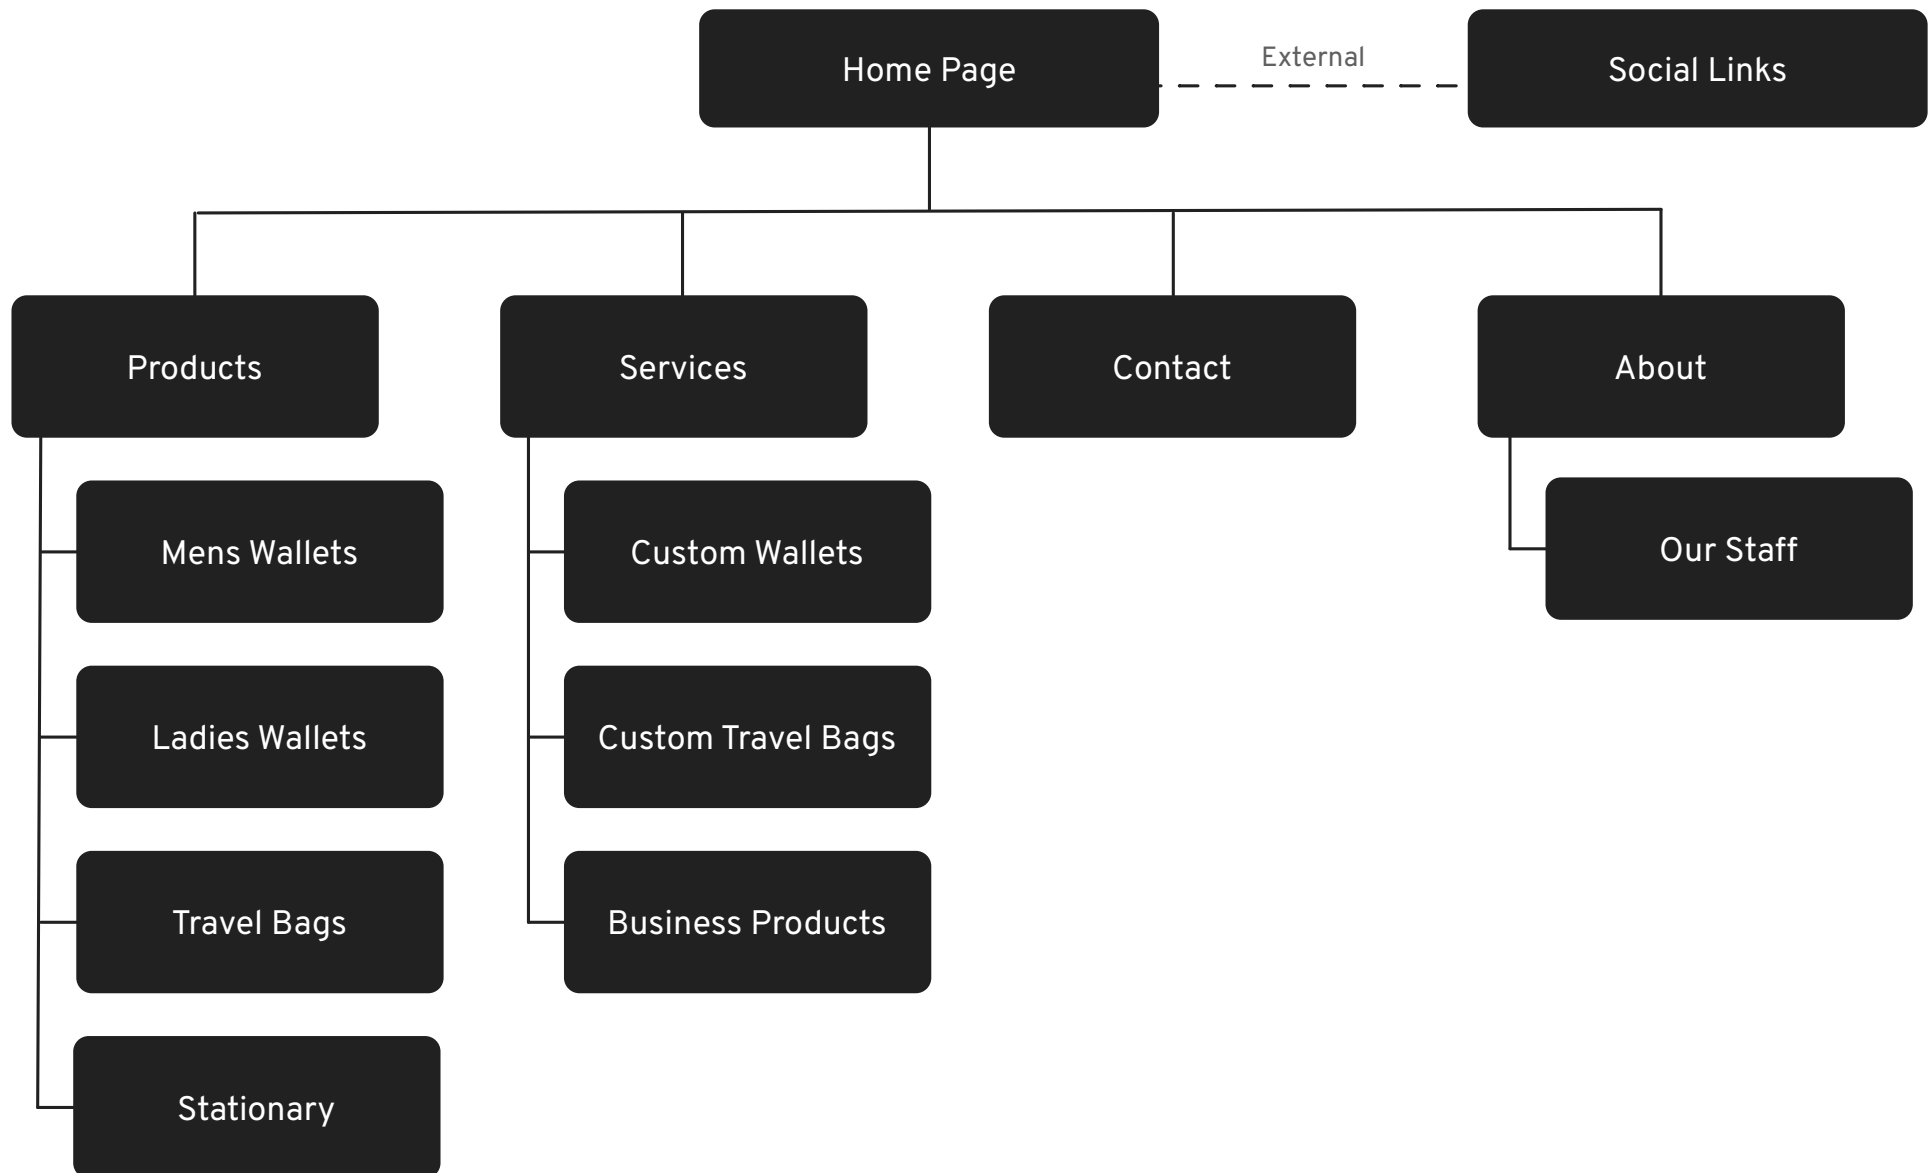 Home Page
External
Social Links
Products
Services
Contact
About
Mens Wallets
Custom Wallets
Our Staff
Ladies Wallets
Custom Travel Bags
Travel Bags
Business Products
Stationary